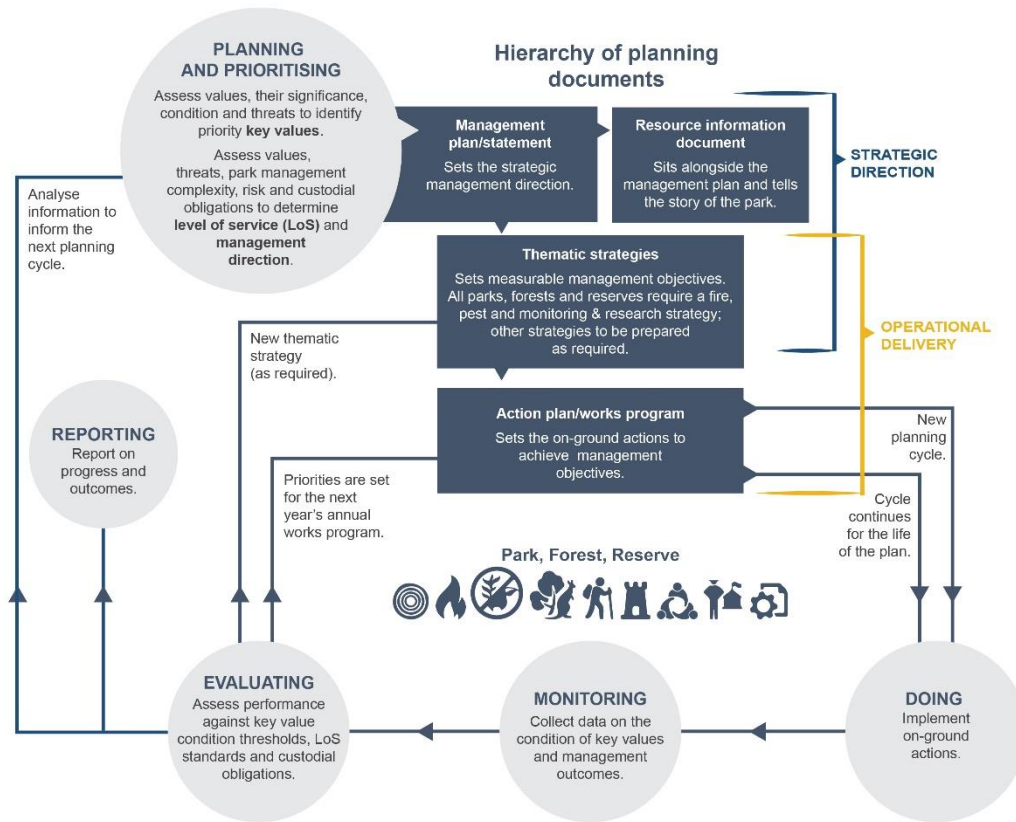 PLANNING
AND PRIORITISING
Assess values, their significance,
condition and threats to identify
priority key values.
Assess values,
threats, park management
complexity, risk and custodial
obligations to determine
level of service (LoS) and
management
direction.
Hierarchy of planning
documents
Management
plan/statement
Sets the strategic
management direction.
Resource information
document
Sits alongside the
management plan and tells
the story of the park.
STRATEGIC
DIRECTION
Analyse
information to
inform the
next planning
cycle.
Thematic strategies
Sets measurable management objectives.
All parks, forests and reserves require a fire,
pest and monitoring & research strategy;
other strategies to be prepared
as required.
OPERATIONAL
DELIVERY
New thematic
strategy
(as required).
Action plan/works program
Sets the on-ground actions to
achieve management
objectives.
New
planning
cycle.
REPORTING
Report on
progress and
outcomes.
Priorities are set
for the next
year's annual
works program.
Cycle
continues
for the life
of the plan.
Park, Forest, Reserve
EVALUATING
Assess performance
against key value
condition thresholds, LoS
standards and custodial
obligations.
MONITORING
Collect data on the
condition of key values
and management
outcomes.
DOING
Implement
on-ground
actions.